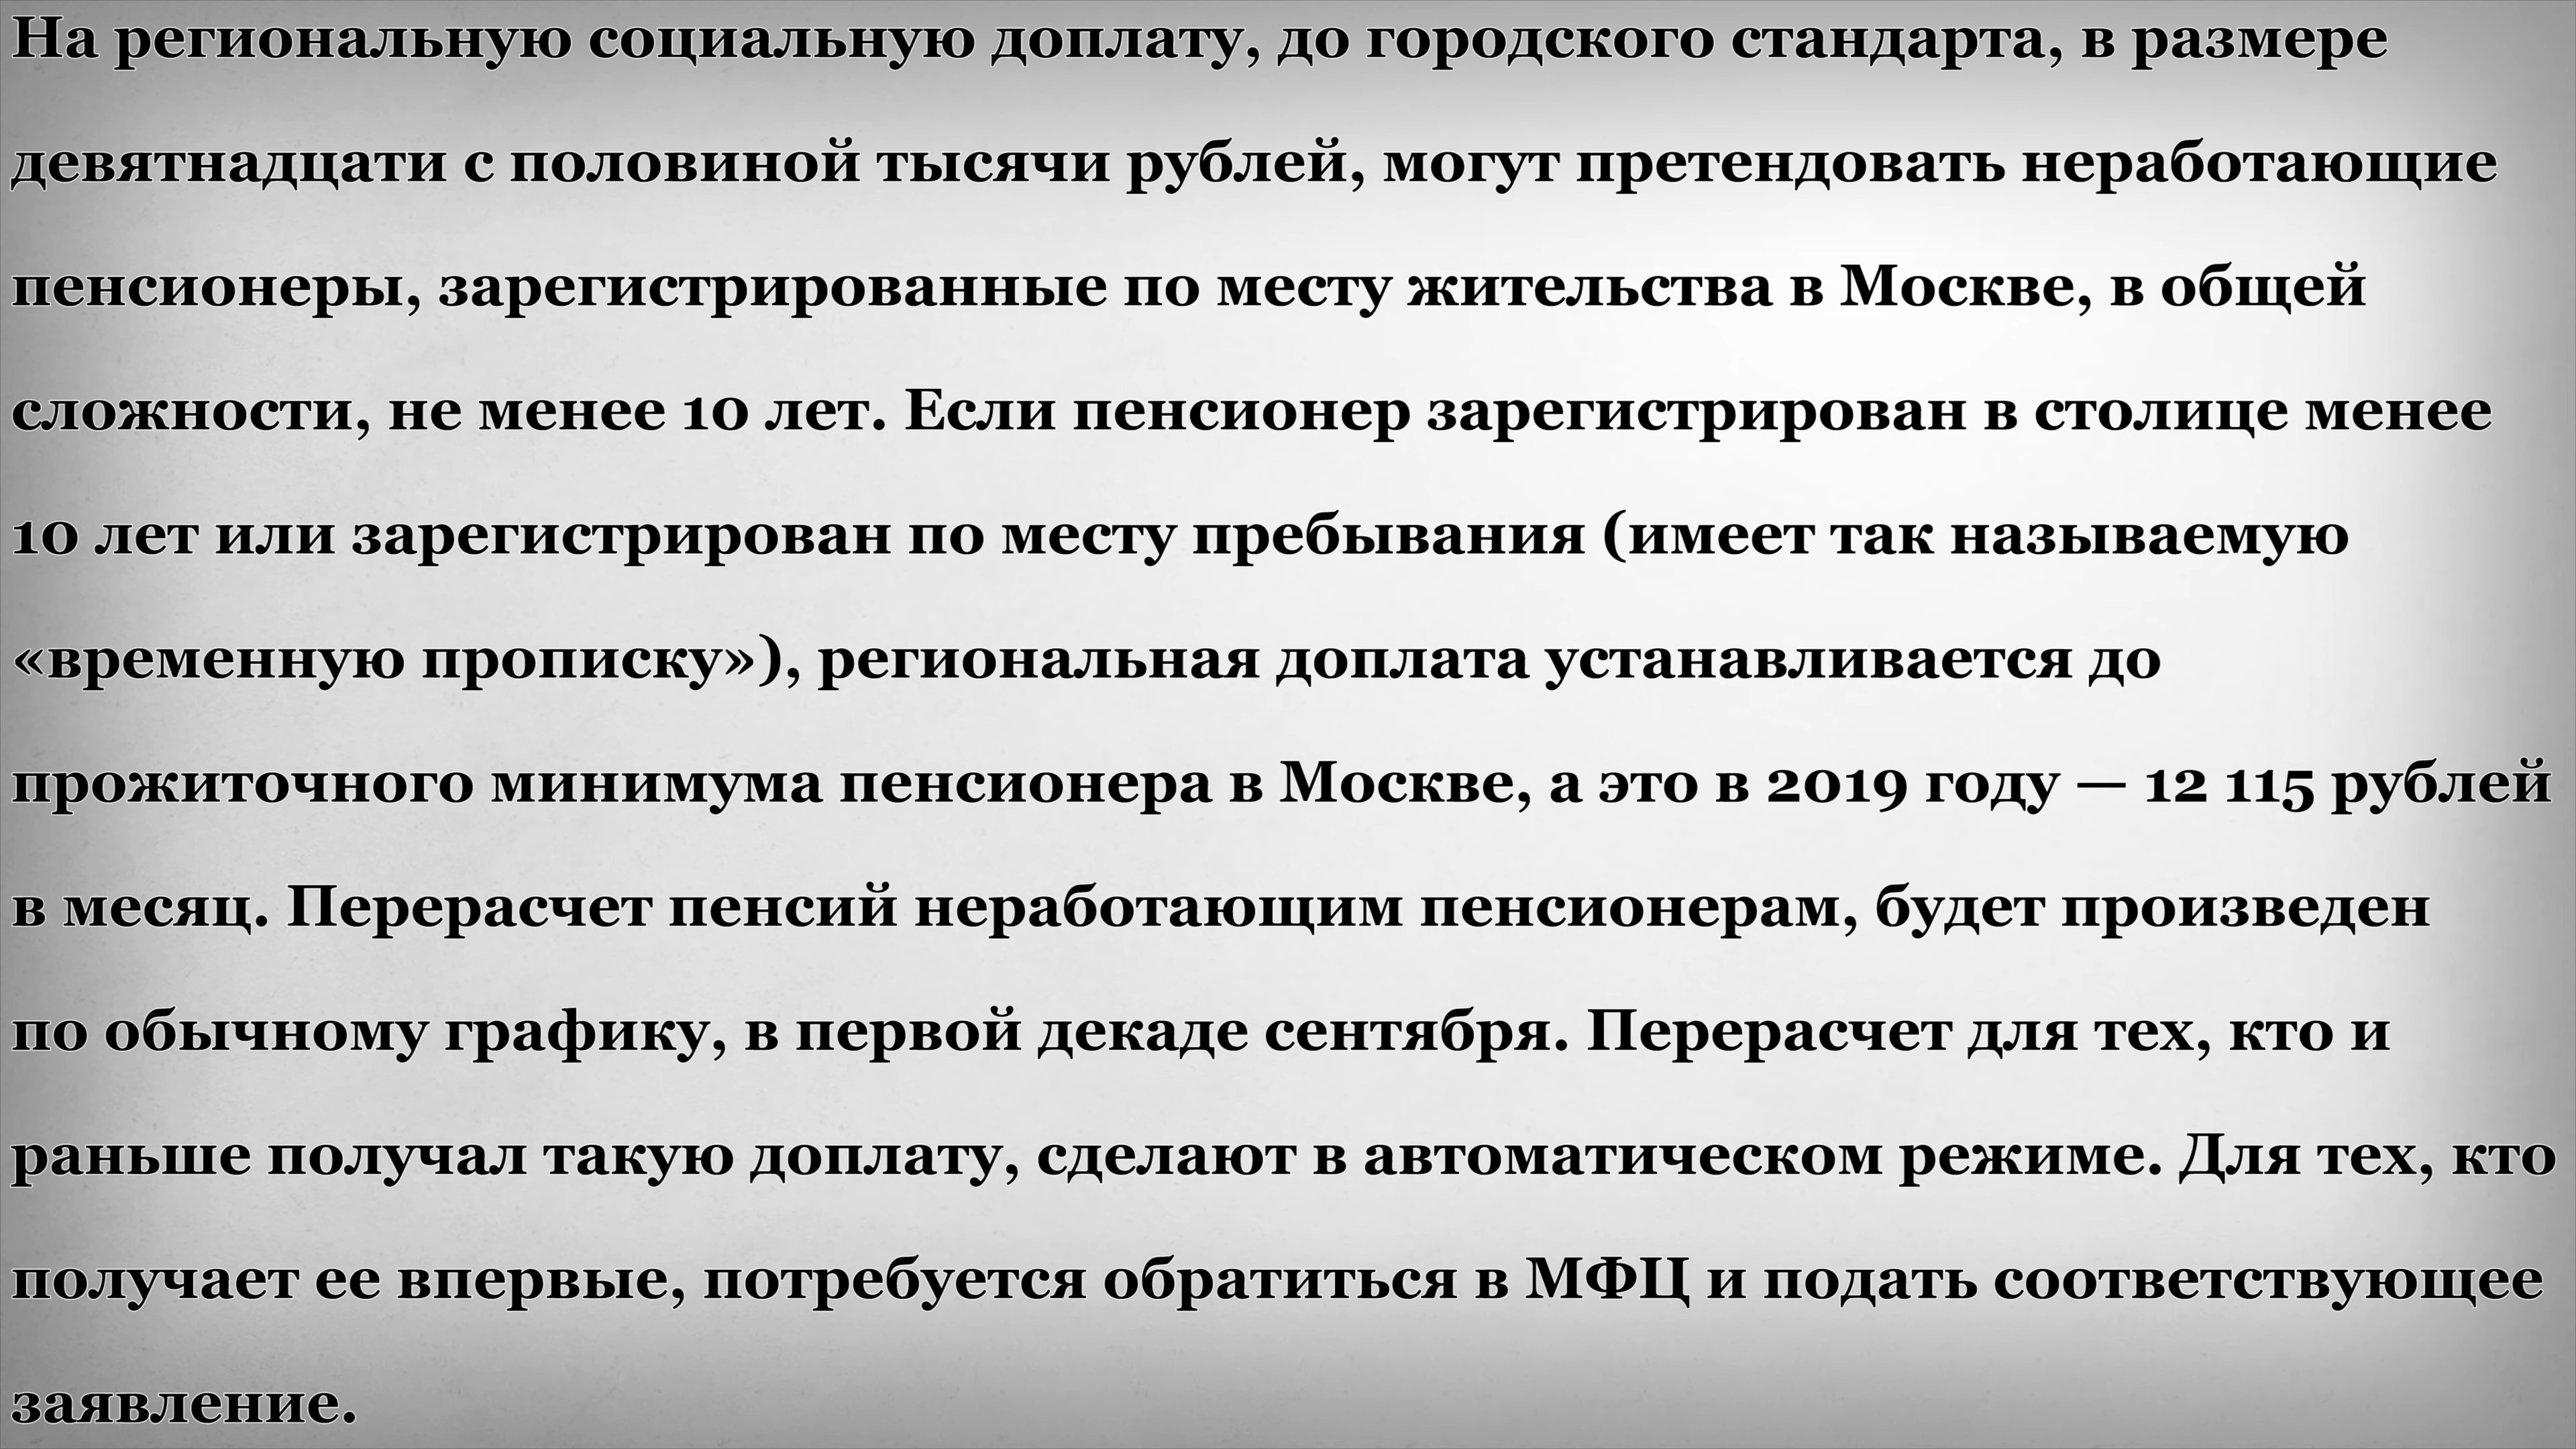 На региональную социальную доплату, до городского стандарта, в размере
девятнадцати с половиной тысячи рублей, могут претендовать неработающие
пенсионеры, зарегистрированные по месту жительства в Москве, в общей
сложности, не менее 10 лет. Если пенсионер зарегистрирован в столице менее
10 лет или зарегистрирован по месту пребывания (имеет так называемую
«временную прописку»), региональная доплата устанавливается до
прожиточного минимума пенсионера в Москве, а это в 2019 году — 12 115 рублей
в месяц. Перерасчет пенсий неработающим пенсионерам, будет произведен
по обычному графику, в первой декаде сентября. Перерасчет для тех, кто и
раньше получал такую доплату, сделают в автоматическом режиме. Для тех, кто
получает ее впервые, потребуется обратиться в МФЦ и подать соответствующее
заявление.